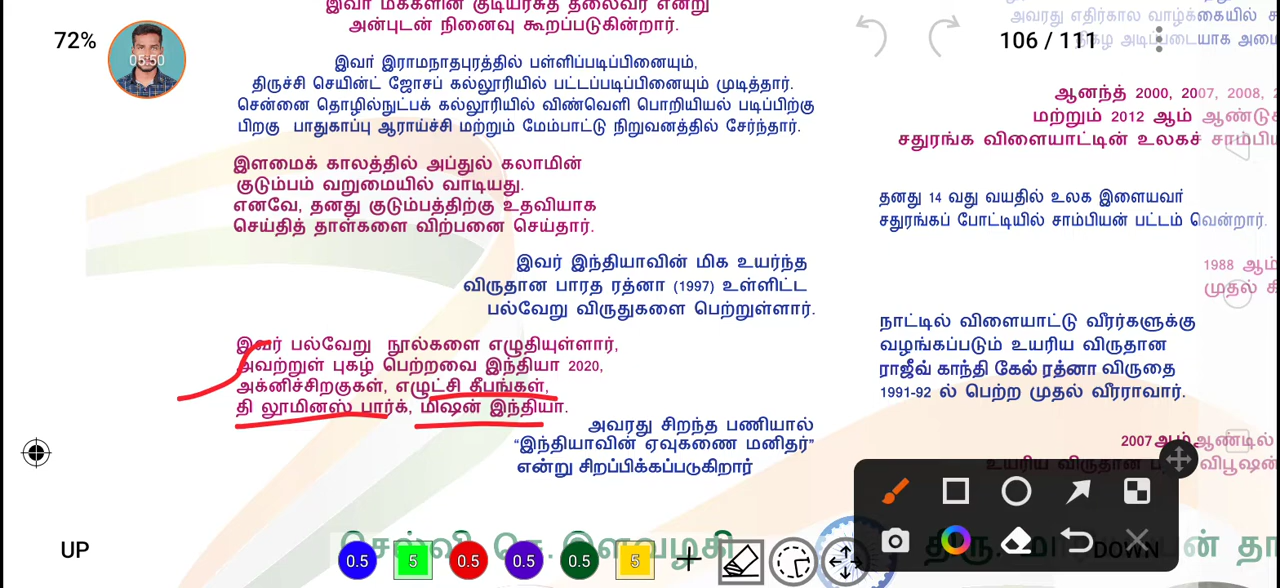 72%
05:50
இவர் மக்களின் குடியரசுத் தலைவர் என்று
அன்புடன் நினைவு கூறப்படுகின்றார்.
இவர் இராமநாதபுரத்தில் பள்ளிப்படிப்பினையும்,
திருச்சி செயின்ட் ஜோசப் கல்லூரியில் பட்டப்படிப்பினையும் முடித்தார்.
சென்னை தொழில்நுட்பக் கல்லூரியில் விண்வெளி பொறியியல் படிப்பிற்கு
பிறகு பாதுகாப்பு ஆராய்ச்சி மற்றும் மேம்பாட்டு நிறுவனத்தில் சேர்ந்தார்.
இளமைக் காலத்தில் அப்துல் கலாமின்
குடும்பம் வறுமையில் வாடியது.
எனவே, தனது குடும்பத்திற்கு உதவியாக
செய்தித் தாள்களை விற்பனை செய்தார்.
இவர் இந்தியாவின் மிக உயர்ந்த
விருதான பாரத ரத்னா (1997) உள்ளிட்ட
பல்வேறு விருதுகளை பெற்றுள்ளார்.
இவர் பல்வேறு நூல்களை எழுதியுள்ளார்,
அவற்றுள் புகழ் பெற்றவை இந்தியா 2020,
அக்னிச்சிறகுகள், எழுட்சி தீபங்கள்,
தி லூமினஸ் பார்க், மிஷன் இந்தியா.
அவரது சிறந்த பணியால்
“இந்தியாவின் ஏவுகணை மனிதர்”
என்று சிறப்பிக்கப்படுகிறார்
UP
செல்வி செ. இளவழகி
0.5 5 0.5 0.5 0.5 5
அவரது எதிர்கால வாழ்க்கையில்
106 / 111
அடிப்படையாக
ஆனந்த் 2000, 2007, 2008,
மற்றும் 2012 ஆம்
சதுரங்க விளையாட்டின் உலகச்
தனது 14 வது வயதில் உலக இளையவர்
சதுரங்கப் போட்டியில் சாம்பியன் பட்டம் வென்றார்.
1988 ஆம்
முதல்
நாட்டில் விளையாட்டு வீரர்களுக்கு
வழங்கப்படும் உயரிய விருதான
ராஜீவ் காந்தி கேல் ரத்னா விருதை
1991-92 ல் பெற்ற முதல் வீரராவார்.
2007ஆம் ஆண்டில்
உயரிய விருதான
DOWN